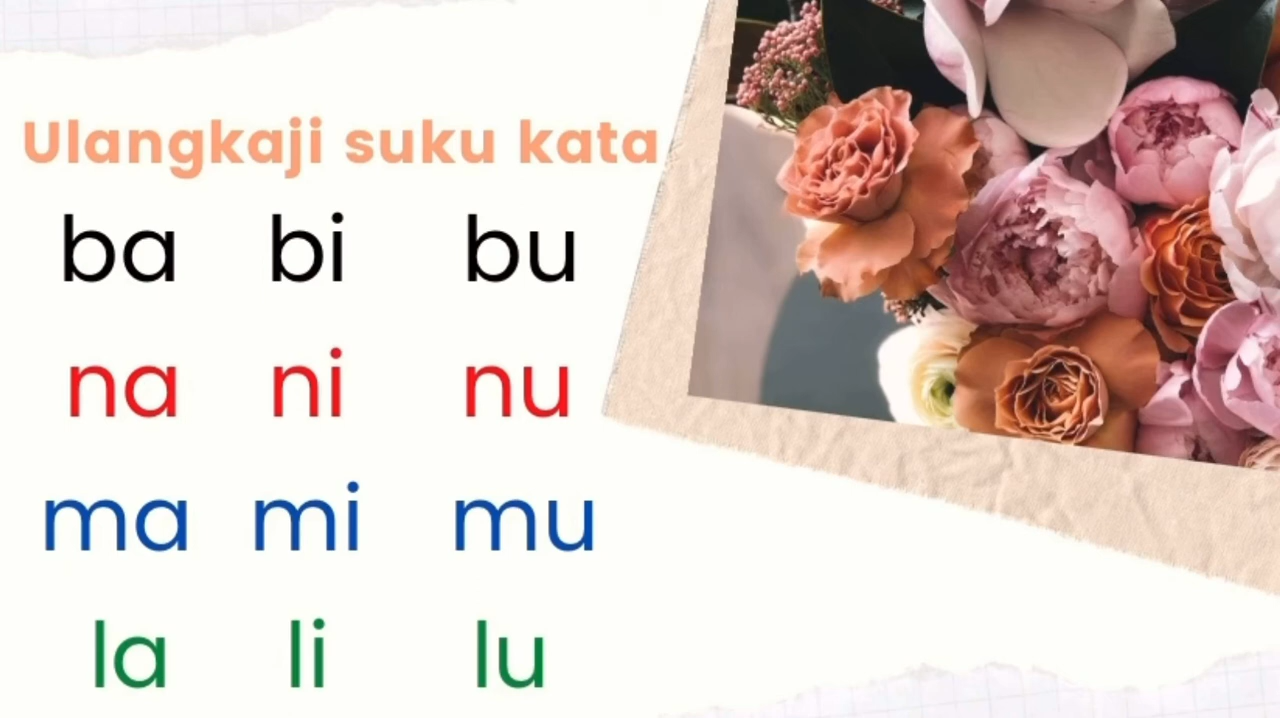 Ulangkaji suku kata
ba bi bu
na ni nu
ma mi mu
la li lu